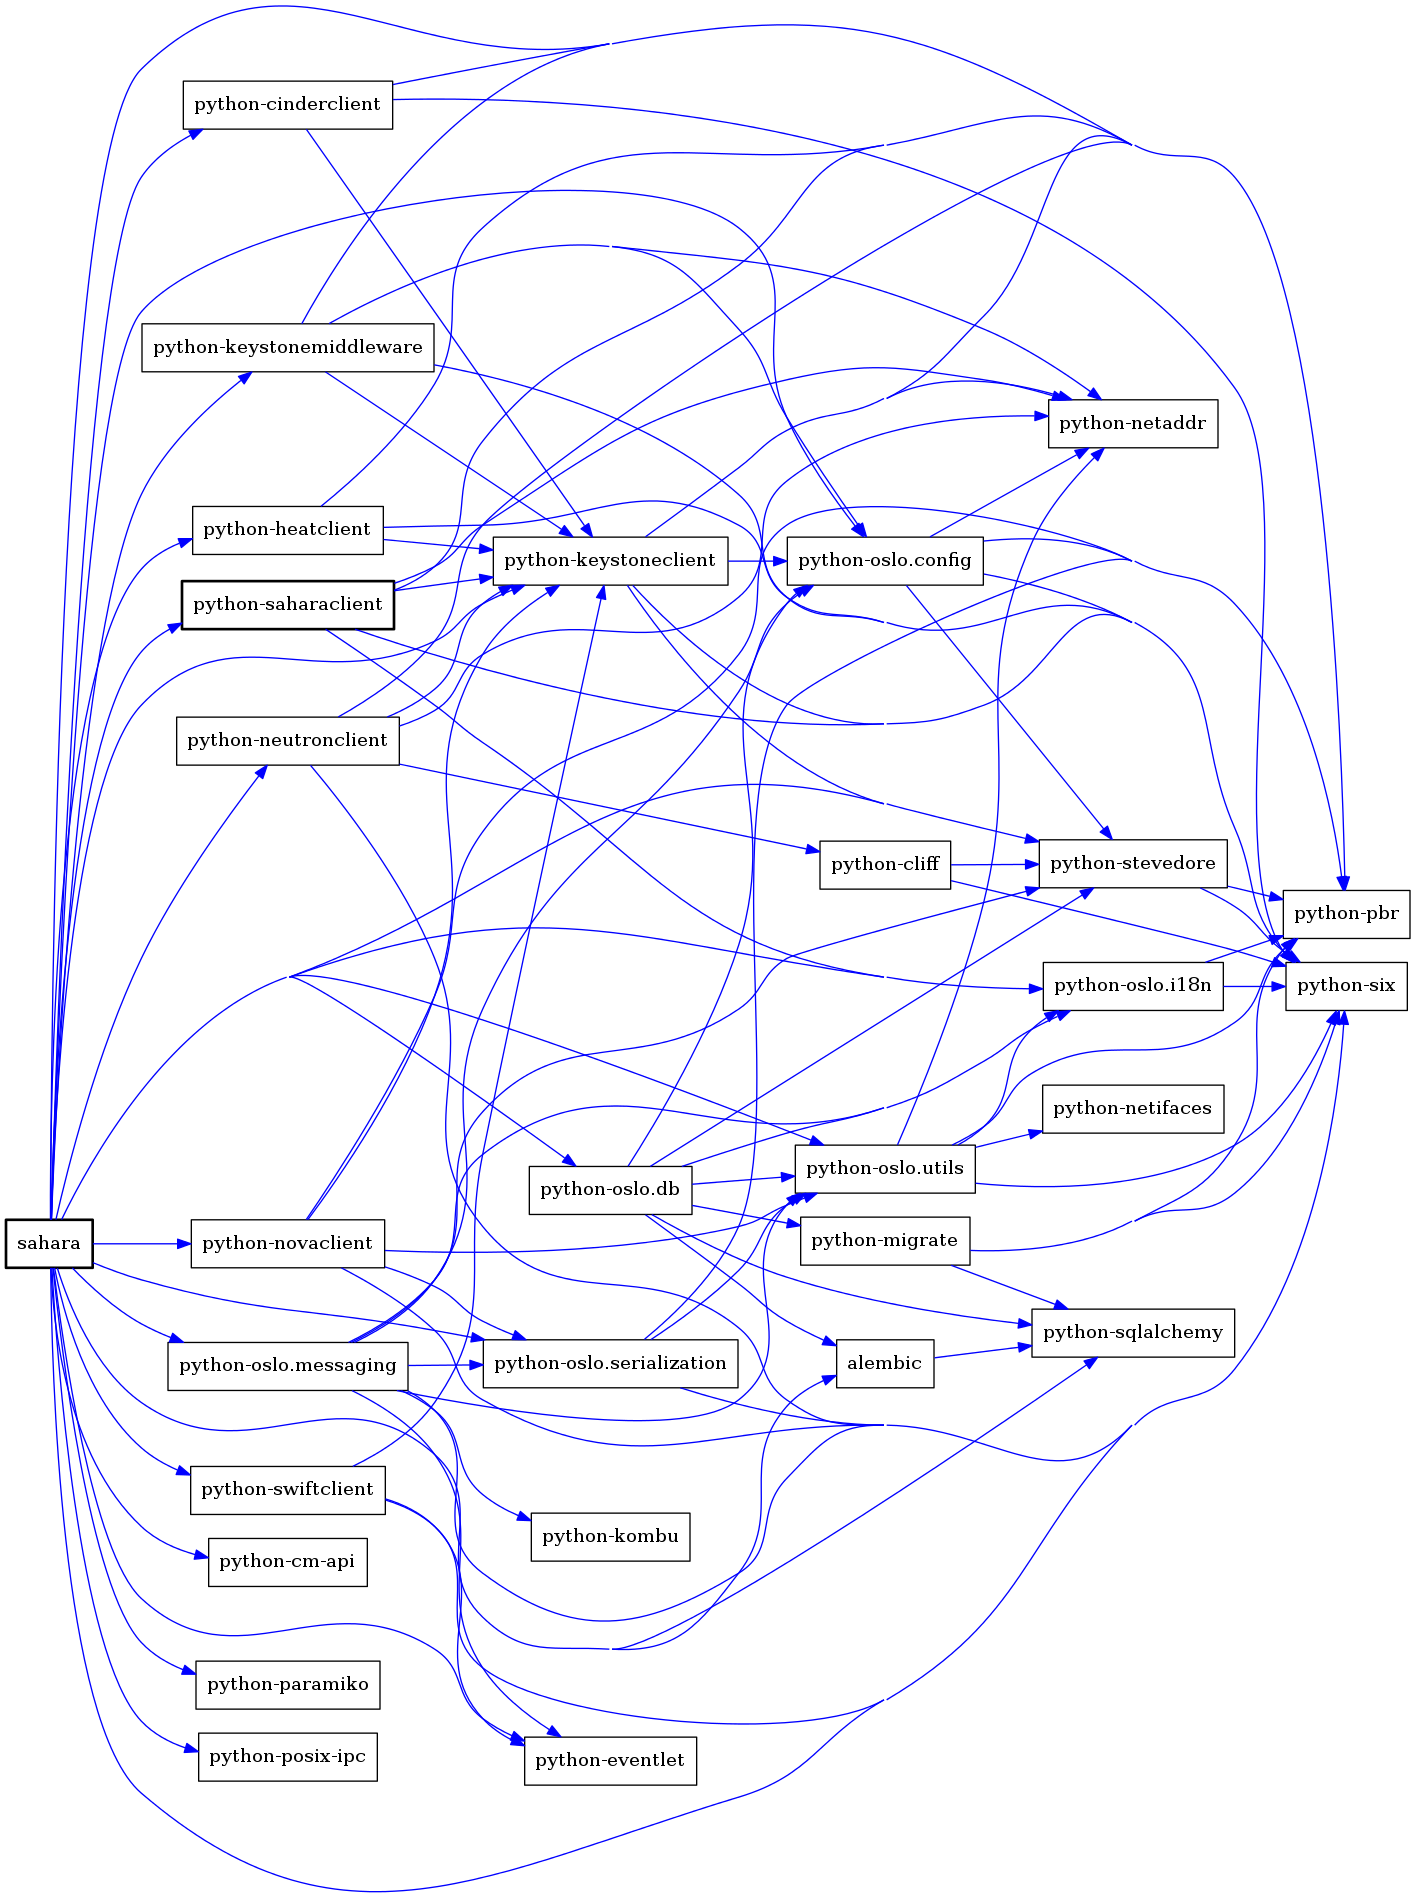 python-cinderclient
python-keystonemiddleware
python-netaddr
python-heatclient
python-keystoneclient
python-oslo.config
python-saharaclient
python-neutronclient
python-cliff
python-stevedore
python-pbr
python-oslo.i18n
python-six
python-netifaces
python-oslo.utils
python-oslo.db
sahara
python-novaclient
python-migrate
python-sqlalchemy
python-oslo.messaging
python-oslo.serialization
alembic
python-swiftclient
python-kombu
python-cm-api
python-paramiko
python-posix-ipc
python-eventlet